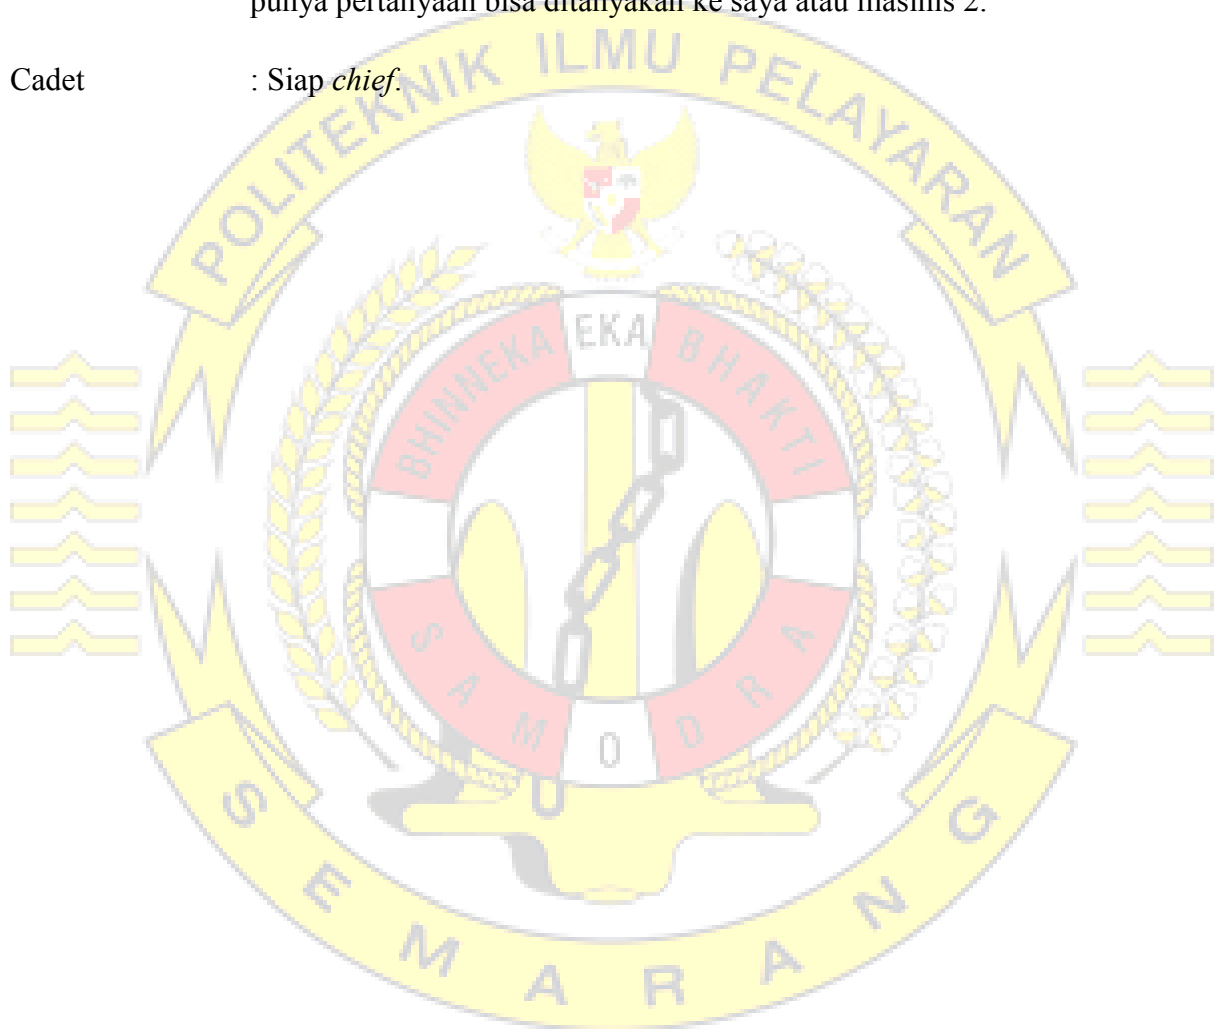 punya pertanyaan bisa ditanyakan ke saya atau masinis 2.
Cadet : Siap chief.
POLITEKNIK ILMU PELAYARAN
BHINNEKA EKA BHAKTI
SAMODRA
SEMARANG